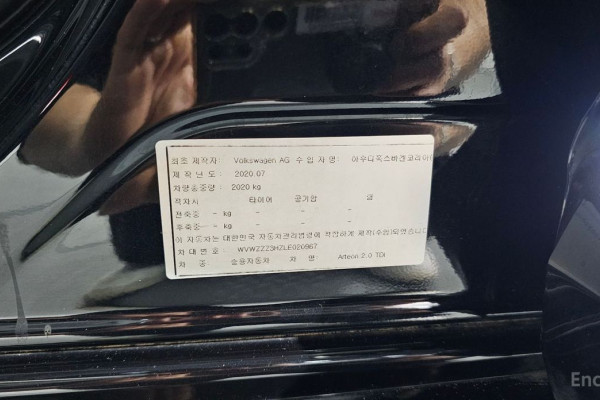 최초 제작자: Volkswagen AG 수 입 자 명: 아우디폭스바겐코리아(
제 작 년 도 : 2020.07
차량총중량 : 2020 kg
적차시 타이어 공기압 열
전축중 - kg - - -
후축중 - kg - - -
이 자동차는 대한민국 자동차관리법령에 적합하게 제작(수입)되었습니다
차 대 번 호 : WVWZZZ3HZLE020867
차 종 승용자동차 차 명: Arteon 2.0 TDI
Enc